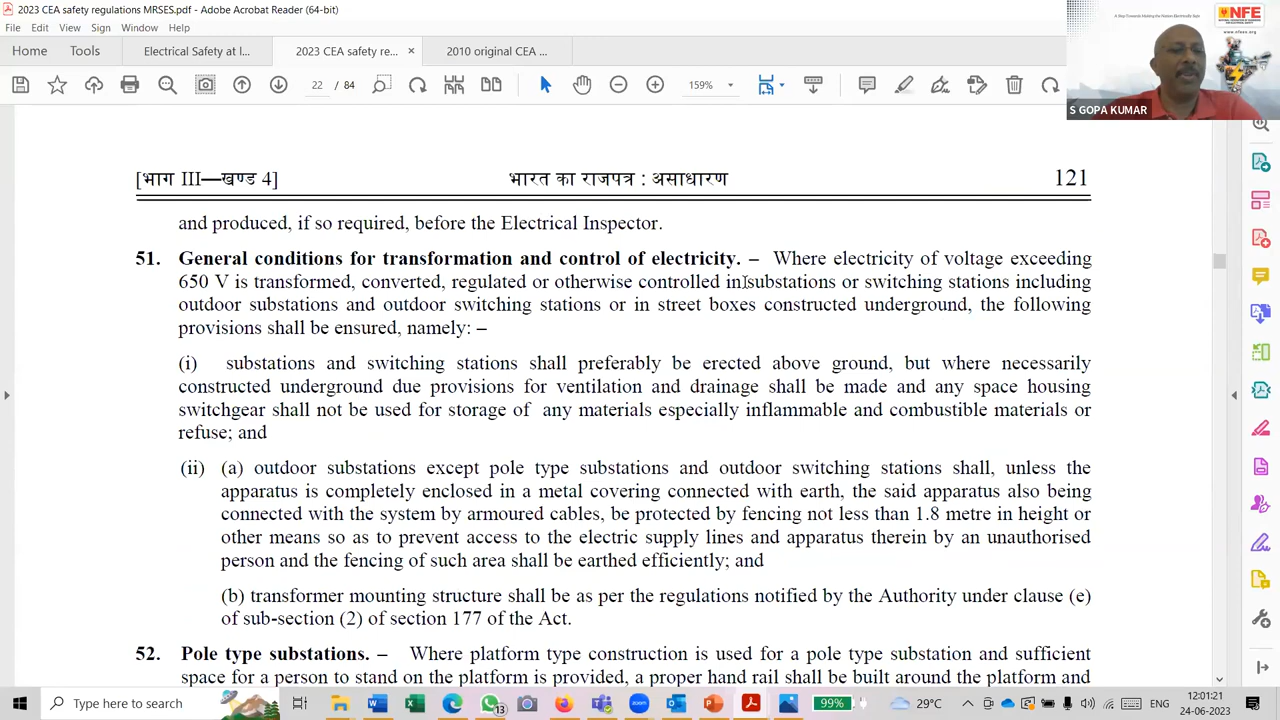 2023 CEA safety regulations MRSES.pdf - Adobe Acrobat Reader (64-bit)
File
Home Tools Electrical Safety at I... 2023 CEA safety re... × 2010 original
22 / 84 159%
A Step Towards Making the Nation Electrically Safe
NFE
www.nfees.org
S GOPA KUMAR
[भाग III—खण्ड 4] भारत का राजपत्र : असाधारण 121
and produced, if so required, before the Electrical Inspector.
51. General conditions for transformation and control of electricity. – Where electricity of voltage exceeding
650 V is transformed, converted, regulated or otherwise controlled in substations or switching stations including
outdoor substations and outdoor switching stations or in street boxes constructed underground, the following
provisions shall be ensured, namely: –
(i) substations and switching stations shall preferably be erected above ground, but where necessarily
constructed underground due provisions for ventilation and drainage shall be made and any space housing
switchgear shall not be used for storage of any materials especially inflammable and combustible materials or
refuse; and
(ii) (a) outdoor substations except pole type substations and outdoor switching stations shall, unless the
apparatus is completely enclosed in a metal covering connected with earth, the said apparatus also being
connected with the system by armoured cables, be protected by fencing not less than 1.8 metre in height or
other means so as to prevent access to the electric supply lines and apparatus therein by an unauthorised
person and the fencing of such area shall be earthed efficiently; and
(b) transformer mounting structure shall be as per the regulations notified by the Authority under clause (e)
of sub-section (2) of section 177 of the Act.
52. Pole type substations. – Where platform type construction is used for a pole type substation and sufficient
space for a person to stand on the platform is provided, a proper hand rail shall be built around the platform and
Type here to search 99% 29°C ENG 12:01:21
24-06-2023